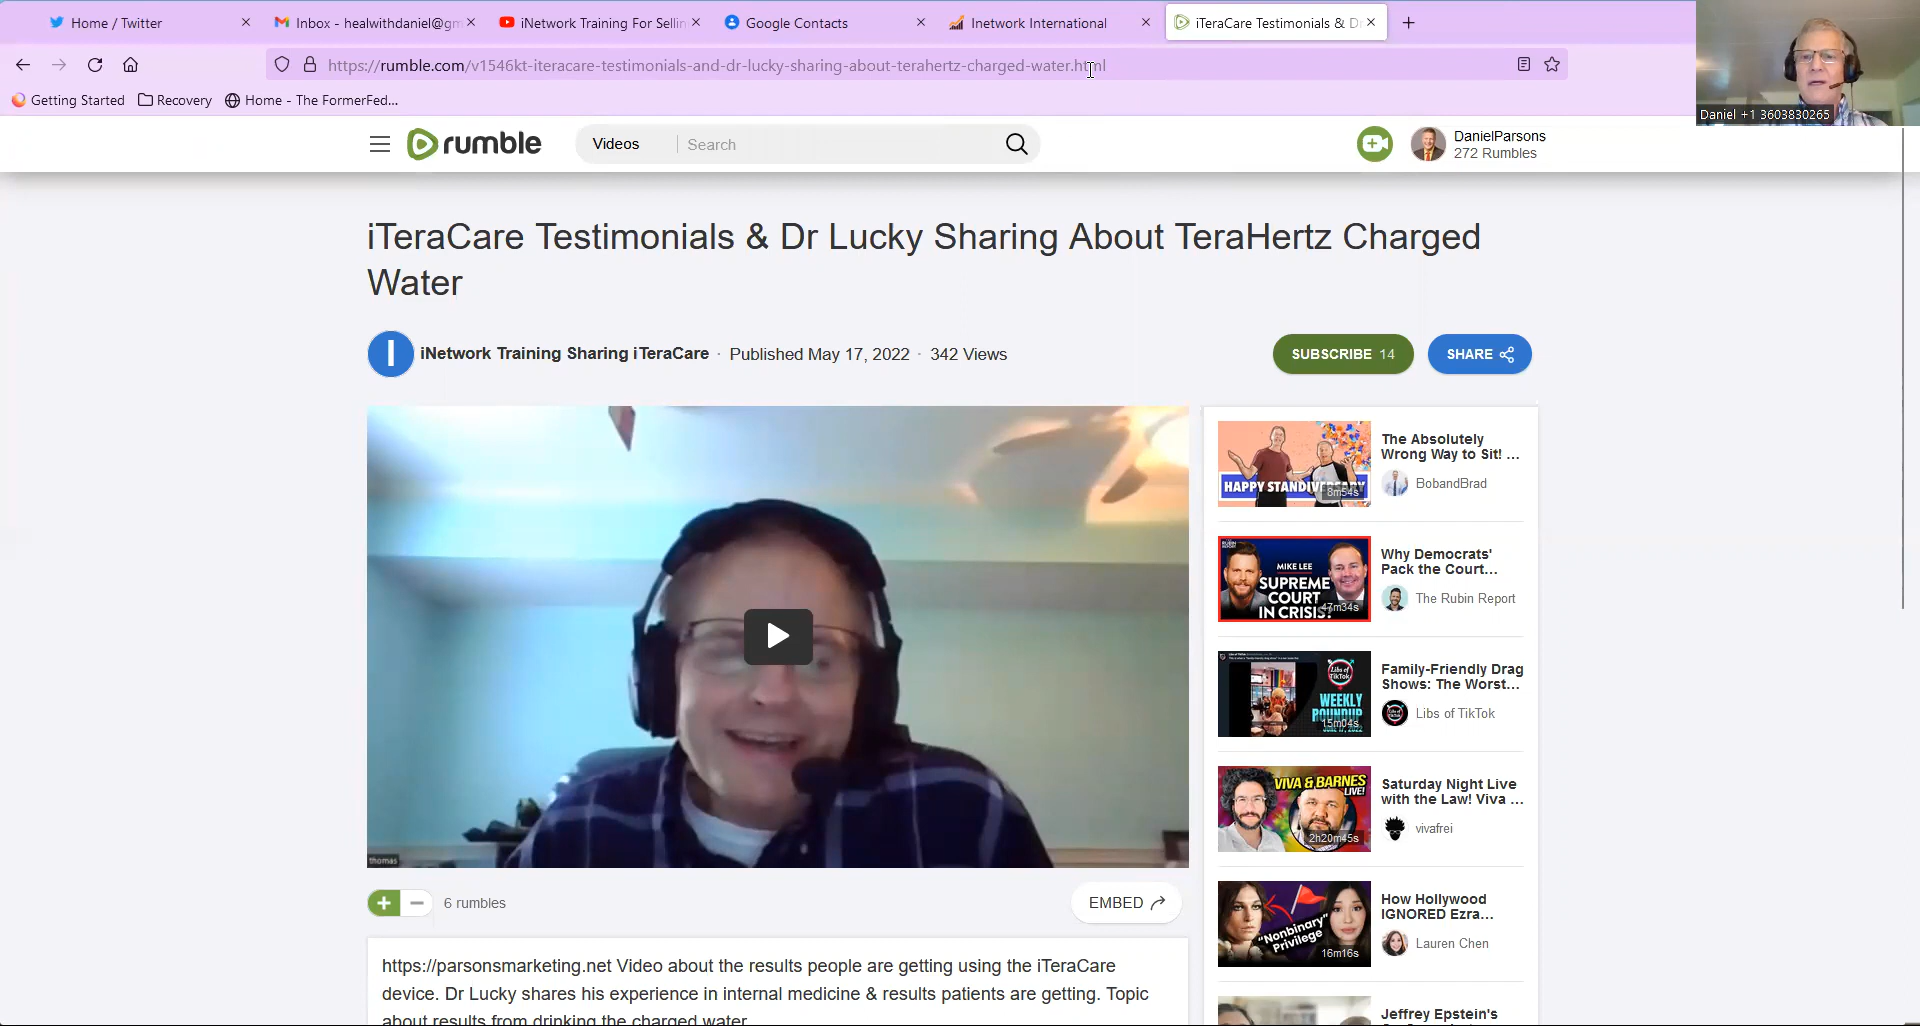 Home / Twitter
Inbox - healwithdaniel@gm
iNetwork Training For Sellin
Google Contacts
Inetwork International
iTeraCare Testimonials & D
https://rumble.com/v1546kt-iteracare-testimonials-and-dr-lucky-sharing-about-terahertz-charged-water.html
Getting Started
Recovery
Home - The FormerFed...
Daniel +1 3603830265
rumble
Videos
Search
DanielParsons
272 Rumbles
iTeraCare Testimonials & Dr Lucky Sharing About TeraHertz Charged
Water
I
iNetwork Training Sharing iTeraCare · Published May 17, 2022 · 342 Views
SUBSCRIBE 14
SHARE
thomas
6 rumbles
EMBED
https://parsonsmarketing.net Video about the results people are getting using the iTeraCare
device. Dr Lucky shares his experience in internal medicine & results patients are getting. Topic
about results from drinking the charged water.
HAPPY STANDIVERSARY
8m54s
The Absolutely
Wrong Way to Sit! ...
BobandBrad
MIKE LEE
SUPREME
COURT
IN CRISIS?
47m34s
Why Democrats'
Pack the Court...
The Rubin Report
Libs of
TikTok
WEEKLY
ROUNDUP
15m04s
Family-Friendly Drag
Shows: The Worst...
Libs of TikTok
VIVA & BARNES
LIVE!
2h20m45s
Saturday Night Live
with the Law! Viva ...
vivafrei
"Nonbinary"
Privilege
16m16s
How Hollywood
IGNORED Ezra...
Lauren Chen
Jeffrey Epstein's